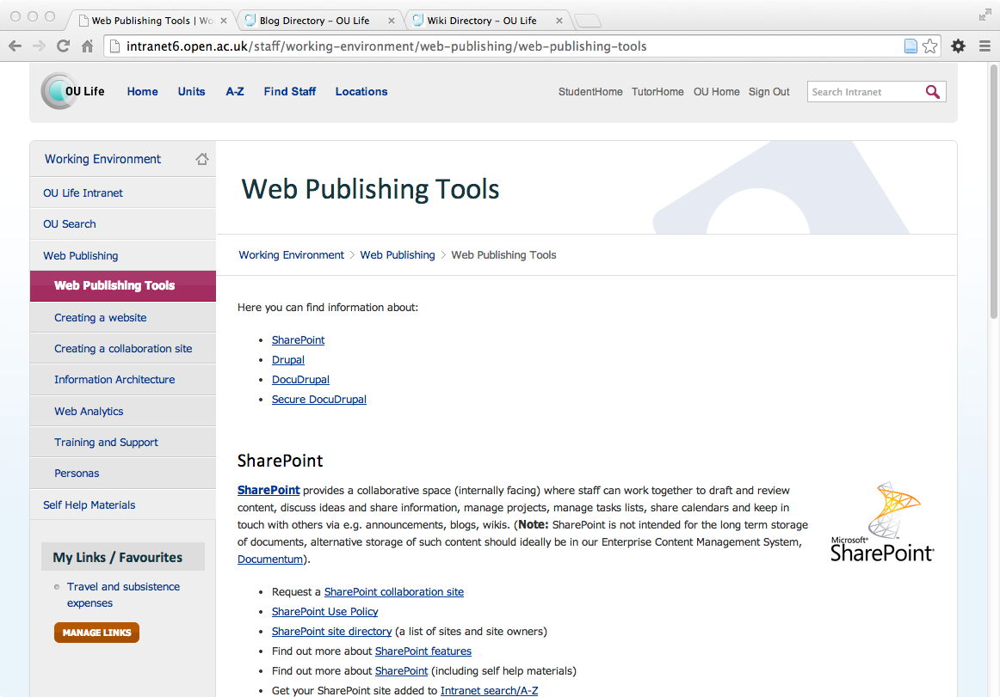 Web Publishing Tools | Wo
Blog Directory – OU Life
Wiki Directory – OU Life
intranet6.open.ac.uk/staff/working-environment/web-publishing/web-publishing-tools
OU Life
Home
Units
A-Z
Find Staff
Locations
StudentHome
TutorHome
OU Home
Sign Out
Search Intranet
Working Environment
OU Life Intranet
OU Search
Web Publishing
Web Publishing Tools
Creating a website
Creating a collaboration site
Information Architecture
Web Analytics
Training and Support
Personas
Self Help Materials
My Links / Favourites
Travel and subsistence
expenses
MANAGE LINKS
Web Publishing Tools
Working Environment > Web Publishing > Web Publishing Tools
Here you can find information about:
• SharePoint
• Drupal
• DocuDrupal
• Secure DocuDrupal
SharePoint
SharePoint provides a collaborative space (internally facing) where staff can work together to draft and review
content, discuss ideas and share information, manage projects, manage tasks lists, share calendars and keep in
touch with others via e.g. announcements, blogs, wikis. (Note: SharePoint is not intended for the long term storage
of documents, alternative storage of such content should ideally be in our Enterprise Content Management System,
Documentum).
Microsoft®
SharePoint®
• Request a SharePoint collaboration site
• SharePoint Use Policy
• SharePoint site directory (a list of sites and site owners)
• Find out more about SharePoint features
• Find out more about SharePoint (including self help materials)
• Get your SharePoint site added to Intranet search/A-Z